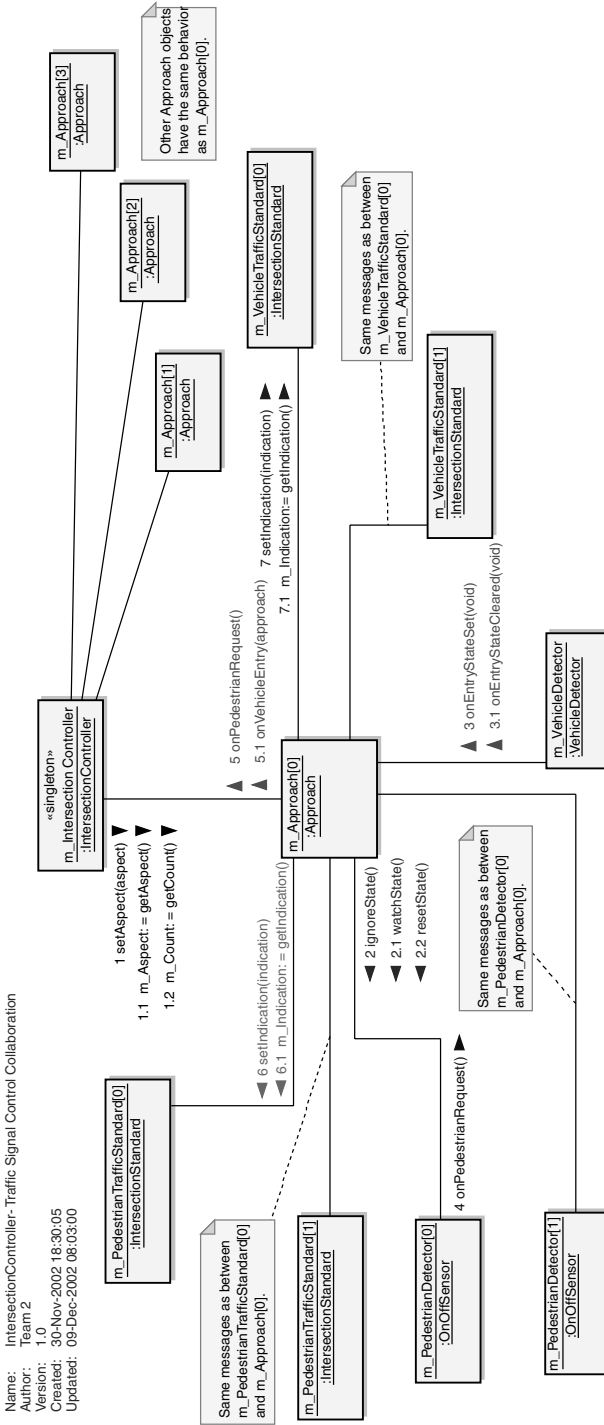 Name: IntersectionController- Traffic Signal Control Collaboration
Author: Team 2
Version: 1.0
Created: 30-Nov-2002 18:30:05
Updated: 09-Dec-2002 08:03:00
«singleton»
m_Intersection Controller
:IntersectionController
m_Approach[3]
:Approach
m_Approach[2]
:Approach
m_Approach[1]
:Approach
Other Approach objects
have the same behavior
as m_Approach[0].
1 setAspect(aspect)
1.1 m_Aspect: = getAspect()
1.2 m_Count: = getCount()
5 onPedestrianRequest()
5.1 onVehicleEntry(approach)
m_PedestrianTrafficStandard[0]
:IntersectionStandard
6 setIndication(indication)
6.1 m_Indication: = getIndication()
m_Approach[0]
:Approach
7 setIndication(indication)
7.1 m_Indication:= getIndication()
m_VehicleTrafficStandard[0]
:IntersectionStandard
Same messages as between
m_PedestrianTrafficStandard[0]
and m_Approach[0].
m_PedestrianTrafficStandard[1]
:IntersectionStandard
2 ignoreState()
2.1 watchState()
2.2 resetState()
Same messages as between
m_VehicleTrafficStandard[0]
and m_Approach[0].
m_VehicleTrafficStandard[1]
:IntersectionStandard
3 onEntryStateSet(void)
3.1 onEntryStateCleared(void)
4 onPedestrianRequest()
m_PedestrianDetector[0]
:OnOffSensor
Same messages as between
m_PedestrianDetector[0]
and m_Approach[0].
m_PedestrianDetector[1]
:OnOffSensor
m_VehicleDetector
:VehicleDetector